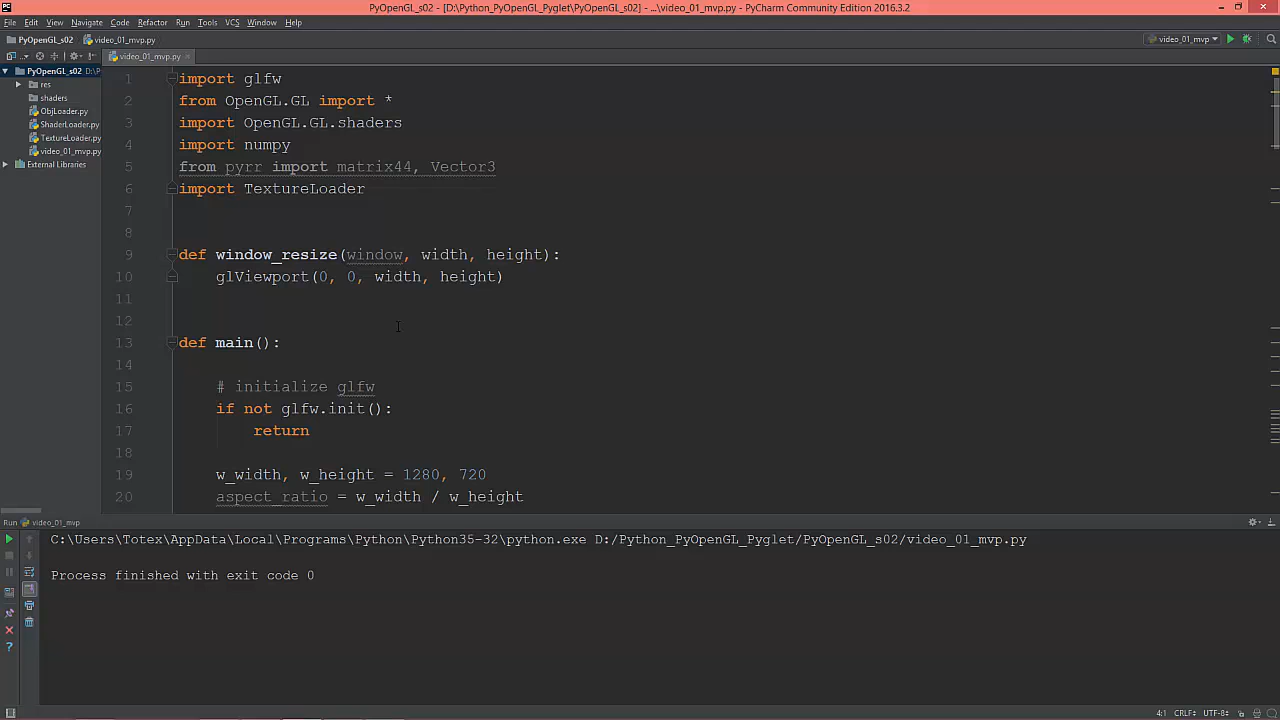 PyOpenGL_s02 - [D:\Python_PyOpenGL_Pyglet\PyOpenGL_s02] - ...\video_01_mvp.py - PyCharm Community Edition 2016.3.2
File Edit View Navigate Code Refactor Run Tools VCS Window Help
PyOpenGL_s02 video_01_mvp.py
video_01_mvp.py
video_01_mvp.py
PyOpenGL_s02 D:\P
res
shaders
ObjLoader.py
ShaderLoader.py
TextureLoader.py
video_01_mvp.py
External Libraries
1 import glfw
2 from OpenGL.GL import *
3 import OpenGL.GL.shaders
4 import numpy
5 from pyrr import matrix44, Vector3
6 import TextureLoader
7
8
9 def window_resize(window, width, height):
10 glViewport(0, 0, width, height)
11
12
13 def main():
14
15 # initialize glfw
16 if not glfw.init():
17 return
18
19 w_width, w_height = 1280, 720
20 aspect_ratio = w_width / w_height
Run video_01_mvp
C:\Users\Totex\AppData\Local\Programs\Python\Python35-32\python.exe D:/Python_PyOpenGL_Pyglet/PyOpenGL_s02/video_01_mvp.py
Process finished with exit code 0
4:1 CRLF÷ UTF-8÷